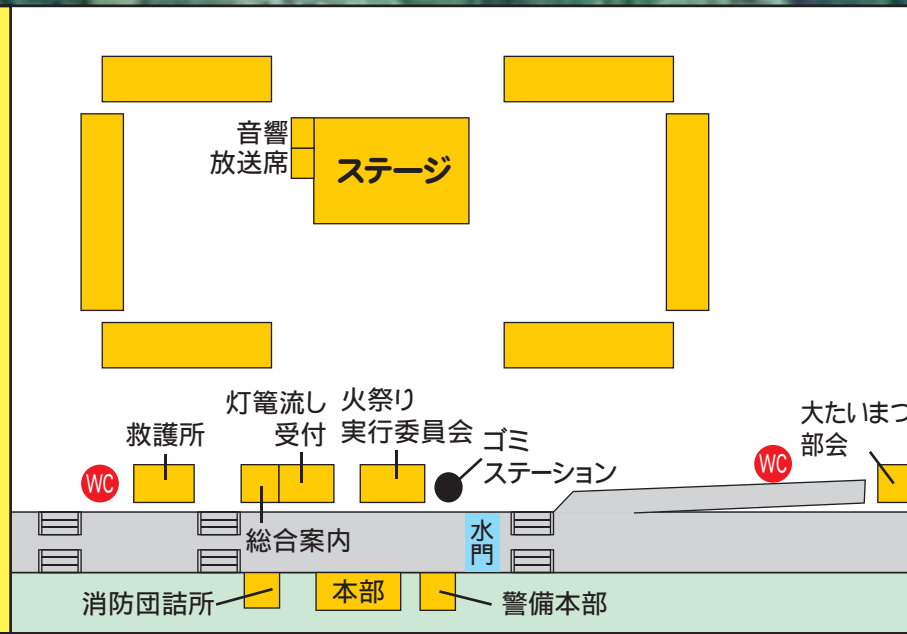 音響
放送席
ステージ
灯篭流し
受付
火祭り
実行委員会
救護所
ゴミ
ステーション
大たいまつ
部会
WC
WC
総合案内
水門
消防団詰所
本部
警備本部